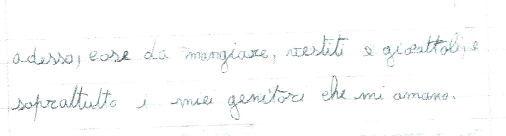 adesso, cose da mangiare, vestiti e giocattoli, e
soprattutto i miei genitori che mi amano.